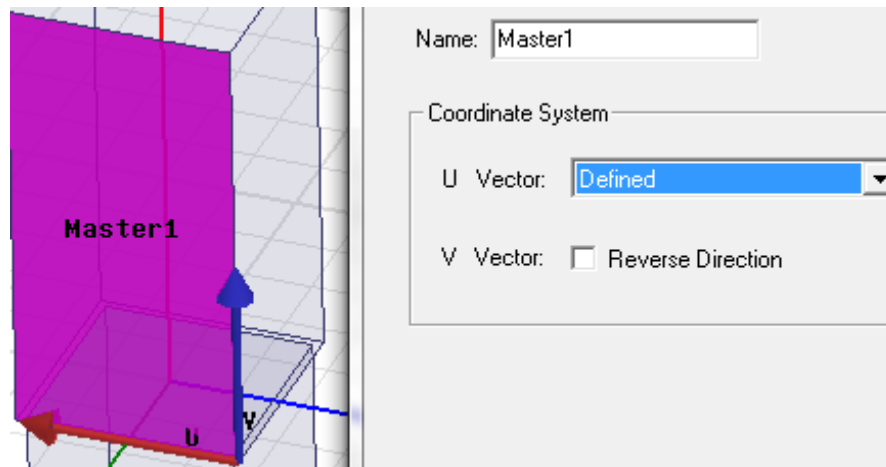 Master1
U
V
Name: Master1
Coordinate System
U Vector: Defined
V Vector: Reverse Direction